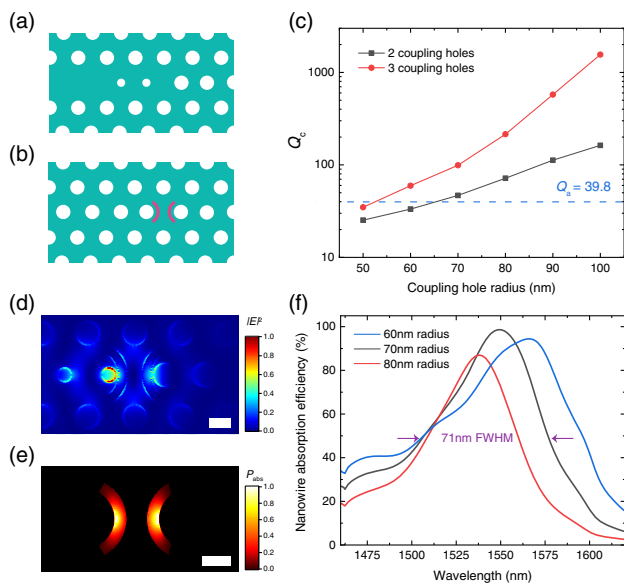 (a)
(b)
(c)
Q_c
1000
100
10
2 coupling holes
3 coupling holes
Q_a = 39.8
50 60 70 80 90 100
Coupling hole radius (nm)
(d)
|E|²
1.0
0.8
0.6
0.4
0.2
0.0
(e)
P_abs
1.0
0.8
0.6
0.4
0.2
0.0
(f)
Nanowire absorption efficiency (%)
100
80
60
40
20
0
60nm radius
70nm radius
80nm radius
71nm FWHM
1475 1500 1525 1550 1575 1600
Wavelength (nm)